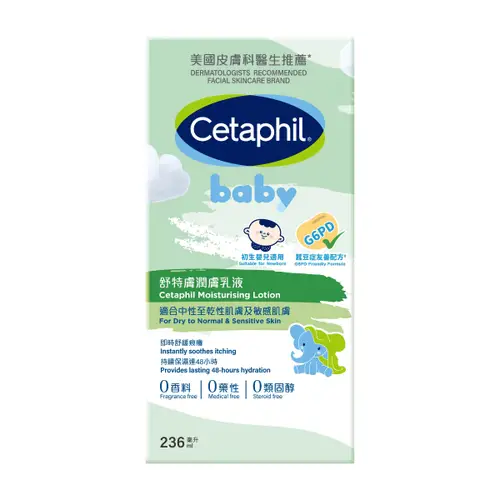 美國皮膚科醫生推薦*
DERMATOLOGISTS RECOMMENDED
FACIAL SKINCARE BRAND
Cetaphil®
baby
G6PD
初生嬰兒適用
Suitable for Newborn
蠶豆症友善配方^
G6PD Friendly Formula
舒特膚潤膚乳液
Cetaphil Moisturising Lotion
適合中性至乾性肌膚及敏感肌膚
For Dry to Normal & Sensitive Skin
即時舒緩痕癢
Instantly soothes itching
持續保濕達48小時
Provides lasting 48-hours hydration
0香料 0藥性 0類固醇
Fragrance free Medical free Steroid free
236 毫升
ml